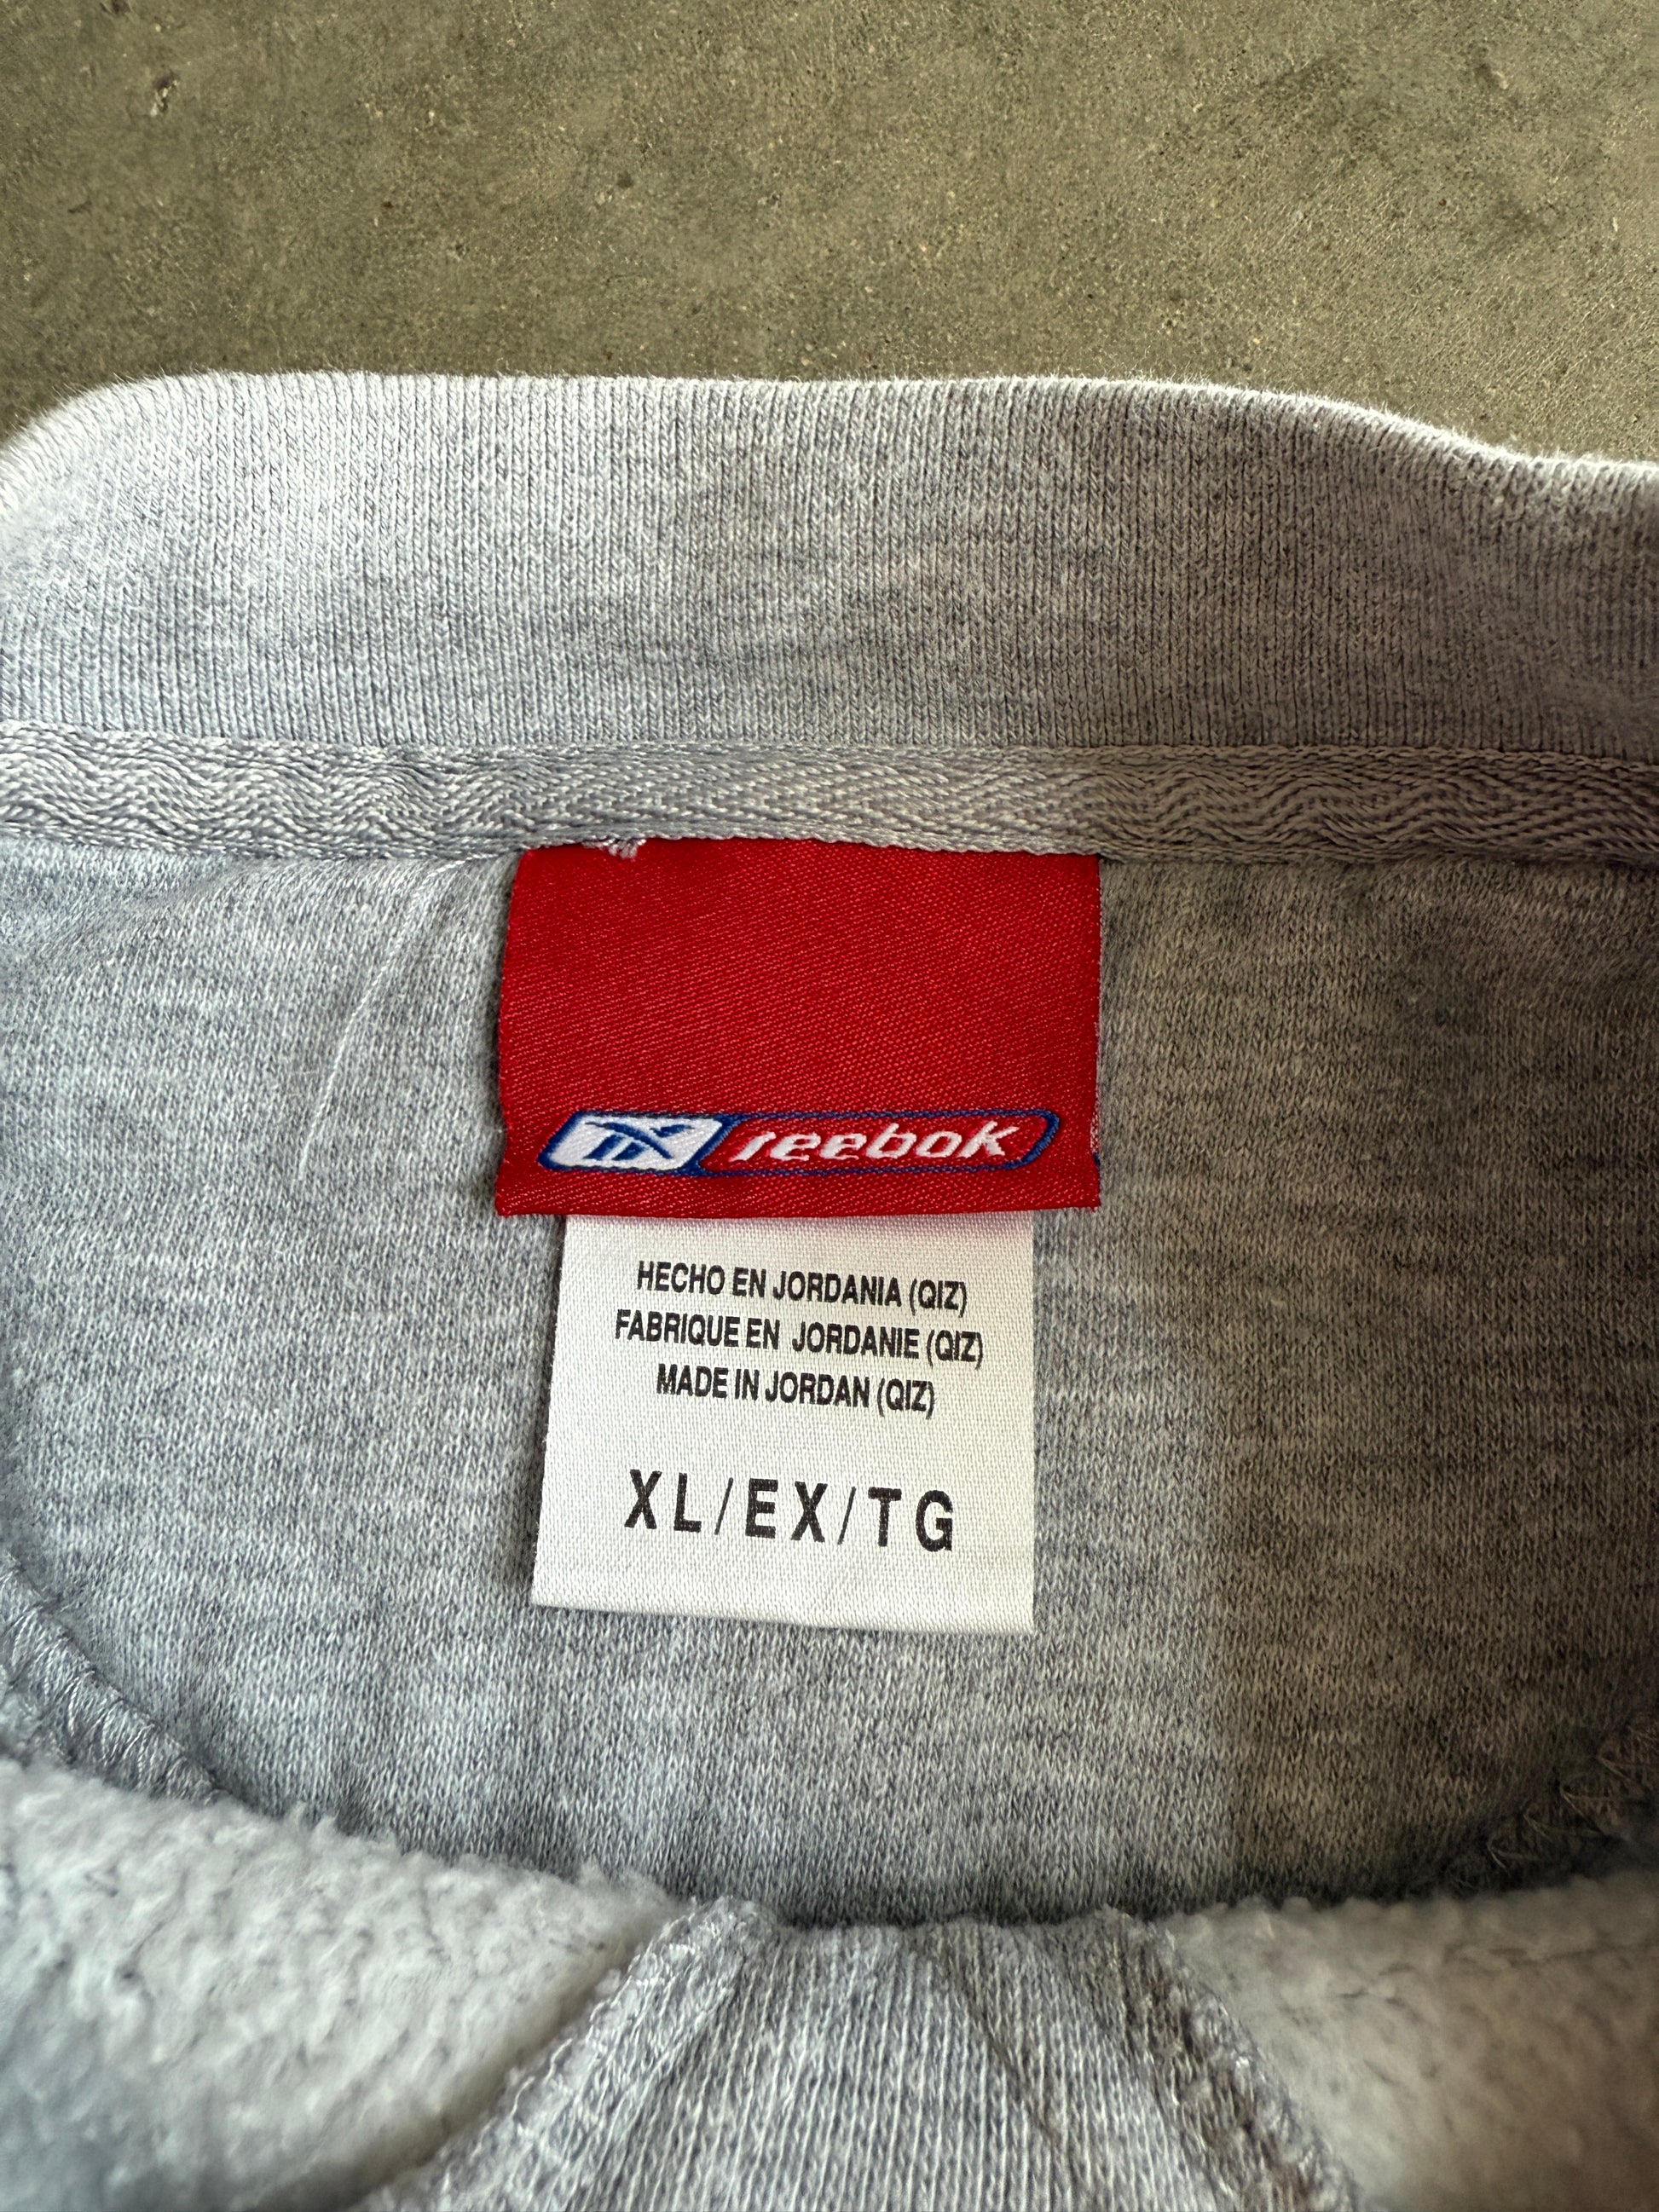 Reebok
HECHO EN JORDANIA (QIZ)
FABRIQUE EN JORDANIE (QIZ)
MADE IN JORDAN (QIZ)
XL/EX/TG